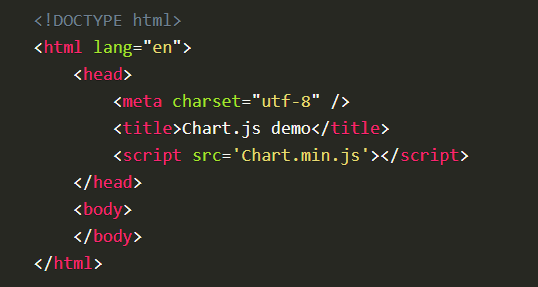 <!DOCTYPE html>
<html lang="en">
<head>
<meta charset="utf-8" />
<title>Chart.js demo</title>
<script src='Chart.min.js'></script>
</head>
<body>
</body>
</html>